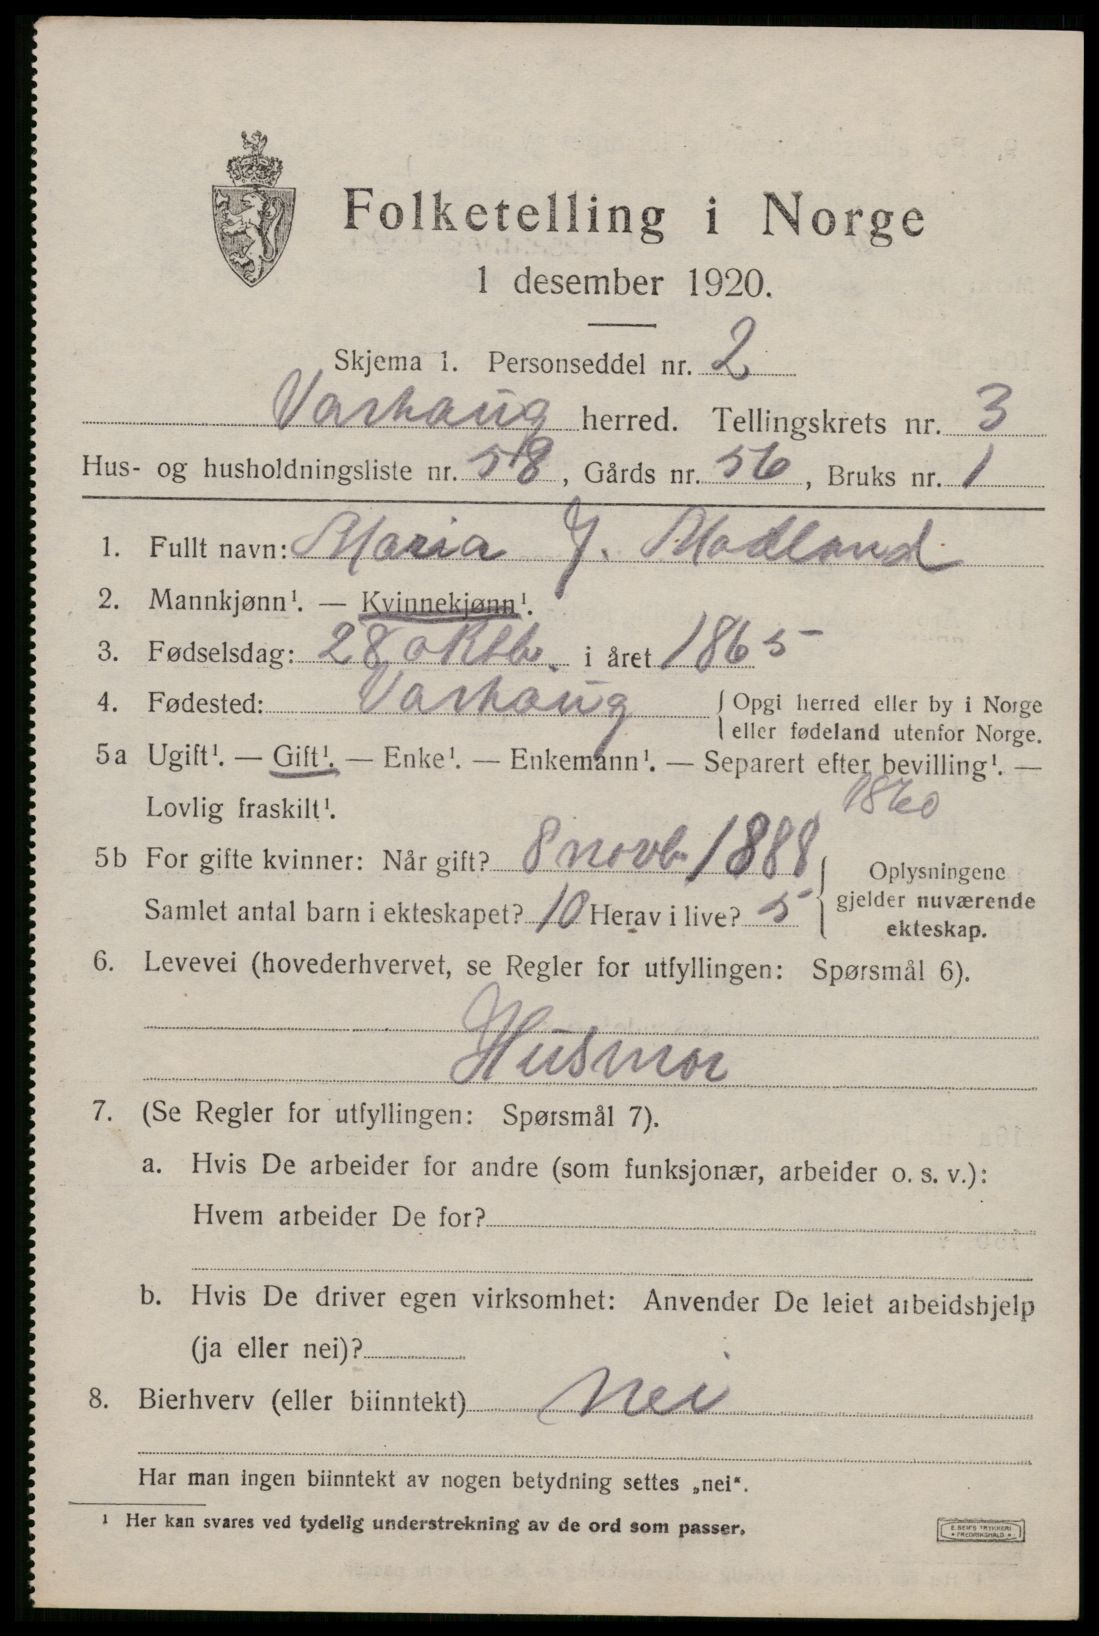 Folketelling i Norge
1 desember 1920.
Skjema 1. Personseddel nr. 2
Varhaug herred. Tellingskrets nr. 3
Hus- og husholdningsliste nr. 58, Gårds nr. 56, Bruks nr. 1
1. Fullt navn: Maria J. Modland
2. Mannkjønn¹. — Kvinnekjønn¹.
3. Fødselsdag: 28 oktb. i året 1865
4. Fødested: Varhaug { Opgi herred eller by i Norge
eller fødeland utenfor Norge.
5a Ugift¹. — Gift¹. — Enke¹. — Enkemann¹. — Separert efter bevilling¹. —
Lovlig fraskilt¹. 1860
5b For gifte kvinner: Når gift? 8 novb 1888 { Oplysningene
Samlet antal barn i ekteskapet? 10 Herav i live? 5 gjelder nuværende
ekteskap.
6. Levevei (hovederhvervet, se Regler for utfyllingen: Spørsmål 6).
Husmor
7. (Se Regler for utfyllingen: Spørsmål 7).
a. Hvis De arbeider for andre (som funksjonær, arbeider o. s. v.):
Hvem arbeider De for?
b. Hvis De driver egen virksomhet: Anvender De leiet arbeidshjelp
(ja eller nei)?
8. Bierhverv (eller biinntekt) Nei
Har man ingen biinntekt av nogen betydning settes „nei“.
¹ Her kan svares ved tydelig understrekning av de ord som passer.
E. SEM'S TRYKKERI
FREDRIKSHALD